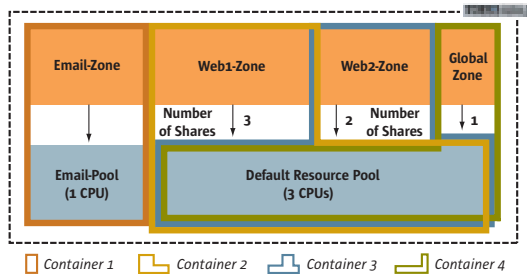 Email-Zone
Web1-Zone
Web2-Zone
Global
Zone
Number
of Shares
3
2
Number
of Shares
1
Email-Pool
(1 CPU)
Default Resource Pool
(3 CPUs)
Container 1
Container 2
Container 3
Container 4